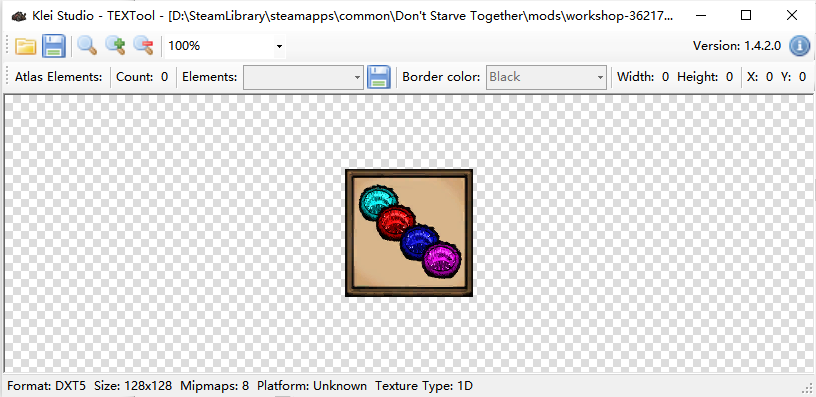 Klei Studio - TEXTool - [D:\SteamLibrary\steamapps\common\Don't Starve Together\mods\workshop-36217...
100% Version: 1.4.2.0
Atlas Elements: Count: 0 Elements: Border color: Black Width: 0 Height: 0 X: 0 Y: 0
Format: DXT5 Size: 128x128 Mipmaps: 8 Platform: Unknown Texture Type: 1D